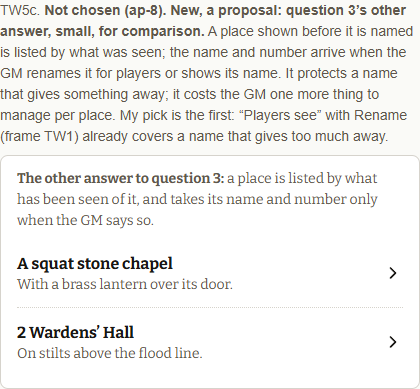 TW5c. Not chosen (ap-8). New, a proposal: question 3’s other
answer, small, for comparison. A place shown before it is named
is listed by what was seen; the name and number arrive when the
GM renames it for players or shows its name. It protects a name
that gives something away; it costs the GM one more thing to
manage per place. My pick is the first: “Players see” with Rename
(frame TW1) already covers a name that gives too much away.
The other answer to question 3: a place is listed by what
has been seen of it, and takes its name and number only
when the GM says so.
A squat stone chapel
With a brass lantern over its door.
2 Wardens’ Hall
On stilts above the flood line.